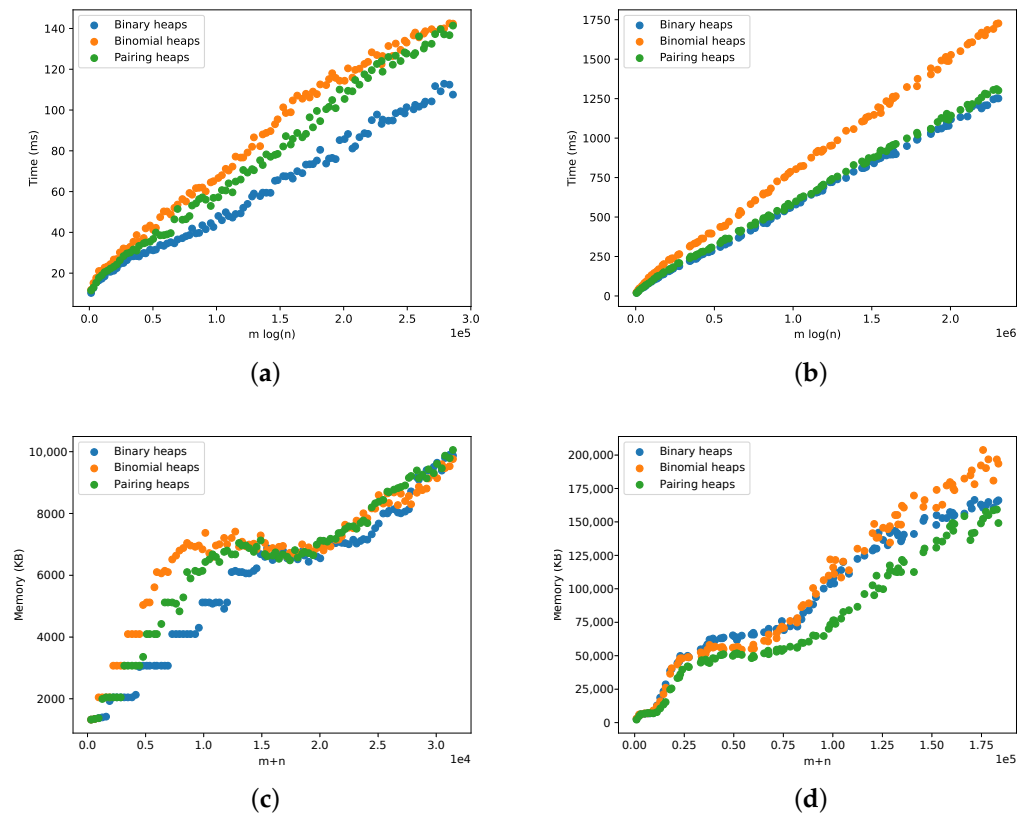 Binary heaps
Binomial heaps
Pairing heaps
140
120
100
80
60
40
20
Time (ms)
0.0 0.5 1.0 1.5 2.0 2.5 3.0
m log(n) 1e5
(a)
Binary heaps
Binomial heaps
Pairing heaps
1750
1500
1250
1000
750
500
250
0
Time (ms)
0.0 0.5 1.0 1.5 2.0
m log(n) 1e6
(b)
Binary heaps
Binomial heaps
Pairing heaps
10,000
8000
6000
4000
2000
Memory (KB)
0.0 0.5 1.0 1.5 2.0 2.5 3.0
m+n 1e4
(c)
Binary heaps
Binomial heaps
Pairing heaps
200,000
175,000
150,000
125,000
100,000
75,000
50,000
25,000
0
Memory (KB)
0.00 0.25 0.50 0.75 1.00 1.25 1.50 1.75
m+n 1e5
(d)